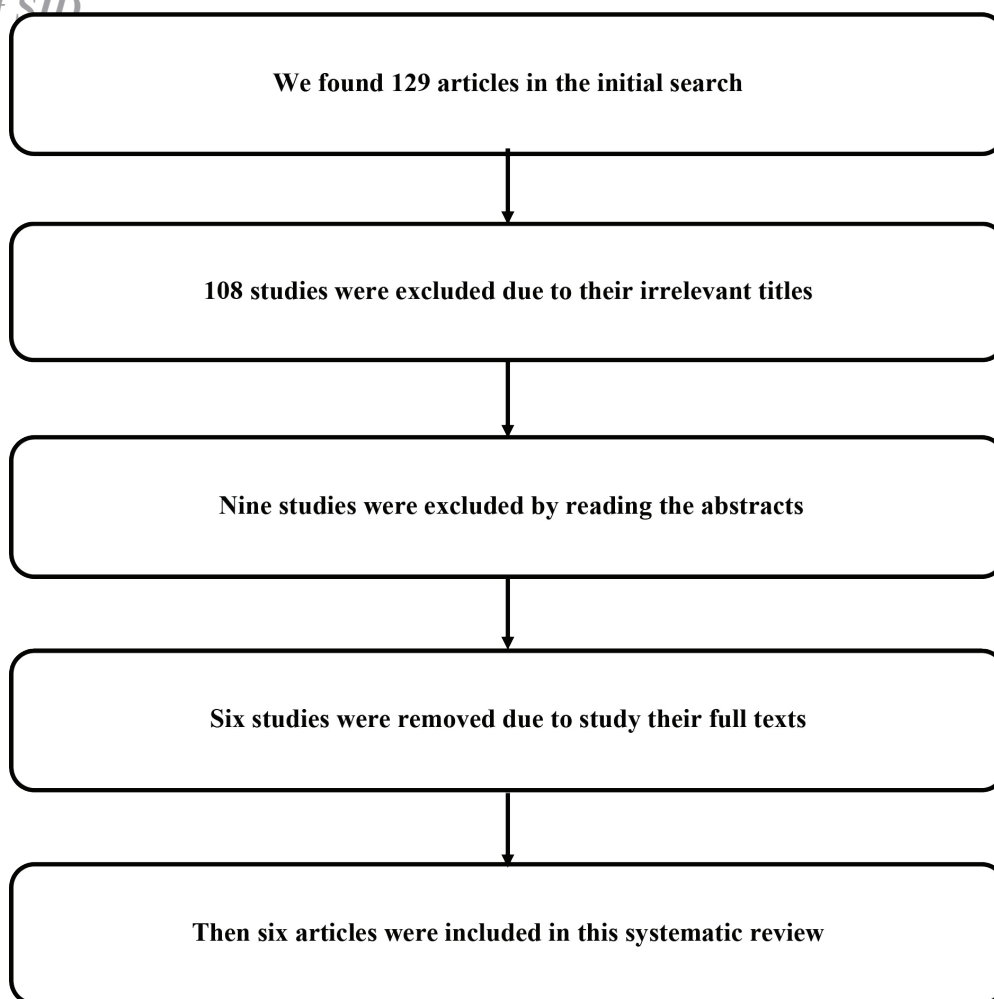 We found 129 articles in the initial search
108 studies were excluded due to their irrelevant titles
Nine studies were excluded by reading the abstracts
Six studies were removed due to study their full texts
Then six articles were included in this systematic review